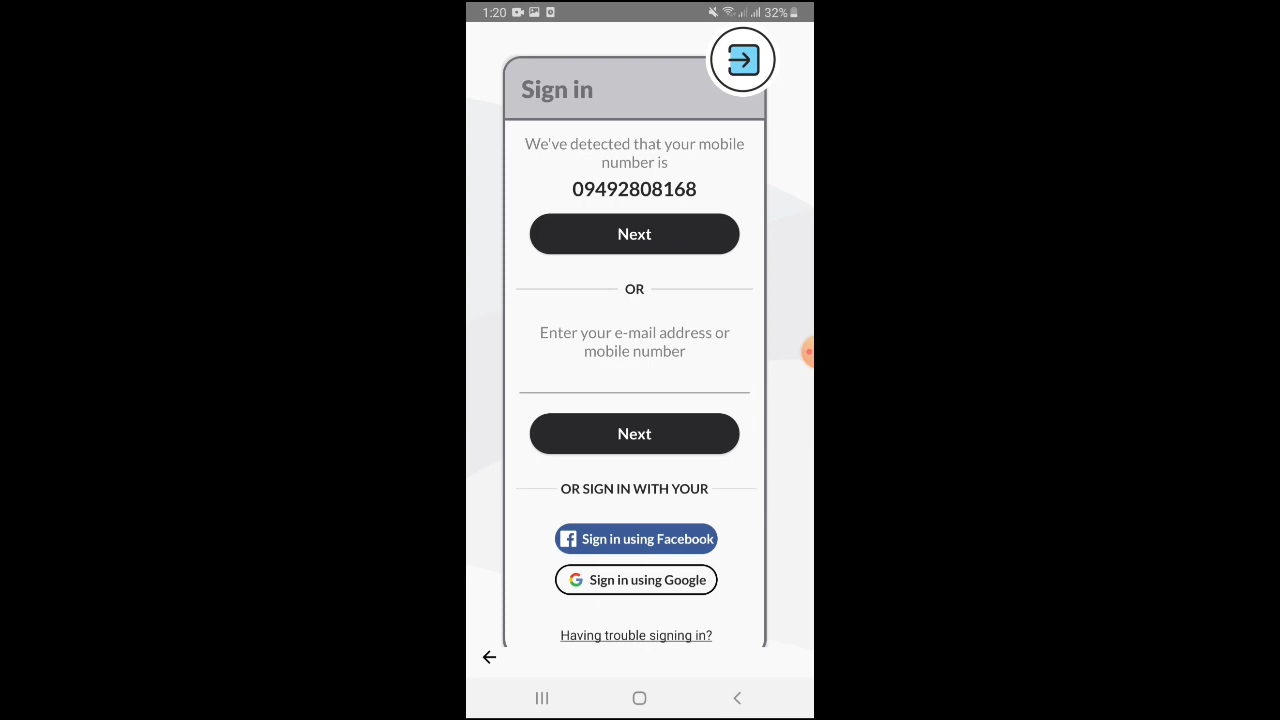 1:20
32%
Sign in
We've detected that your mobile
number is
09492808168
Next
OR
Enter your e-mail address or
mobile number
Next
OR SIGN IN WITH YOUR
Sign in using Facebook
Sign in using Google
Having trouble signing in?